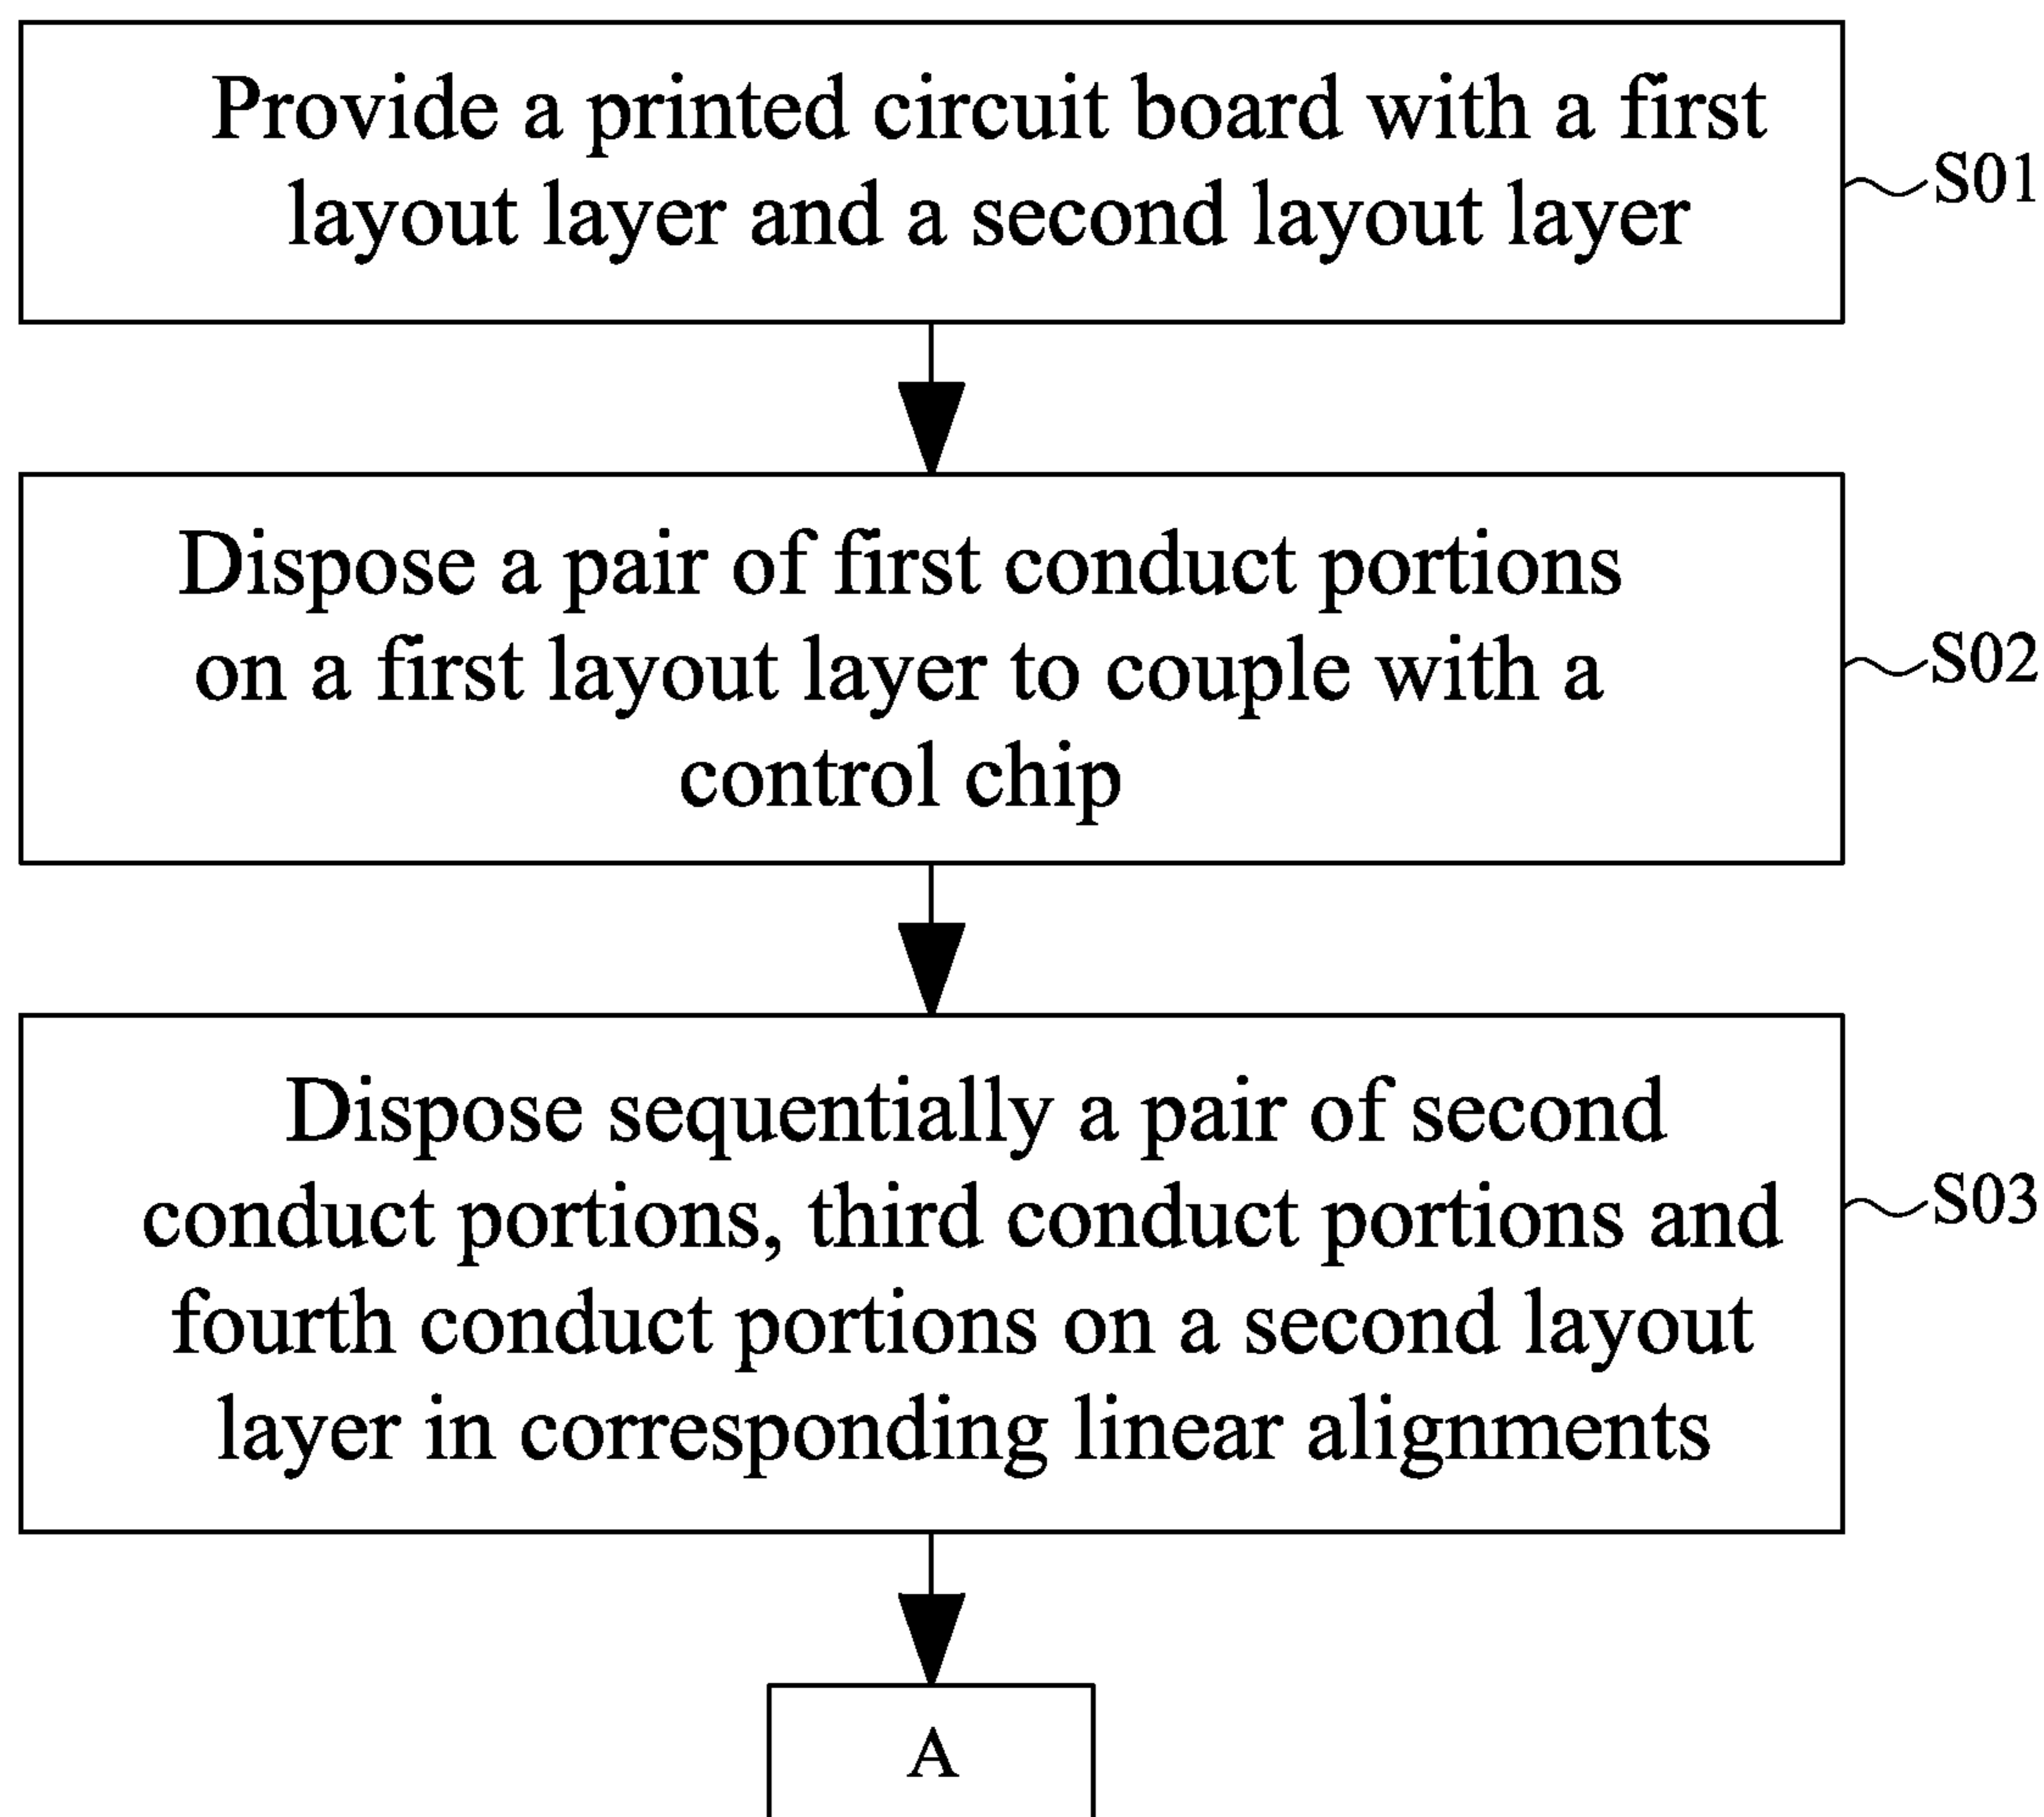 Provide a printed circuit board with a first
layout layer and a second layout layer
S01
Dispose a pair of first conduct portions
on a first layout layer to couple with a
control chip
S02
Dispose sequentially a pair of second
conduct portions, third conduct portions and
fourth conduct portions on a second layout
layer in corresponding linear alignments
S03
A